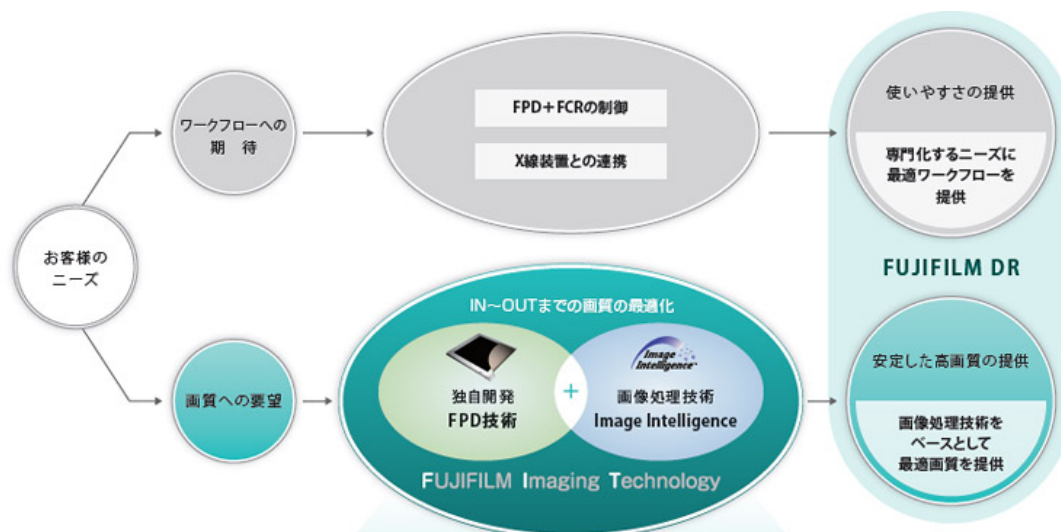 お客様の
ニーズ
ワークフローへの
期 待
FPD+FCRの制御
X線装置との連携
使いやすさの提供
専門化するニーズに
最適ワークフローを
提供
FUJIFILM DR
画質への要望
IN〜OUTまでの画質の最適化
独自開発
FPD技術
+
Image
Intelligence™
画像処理技術
Image Intelligence
FUJIFILM Imaging Technology
安定した高画質の提供
画像処理技術を
ベースとして
最適画質を提供